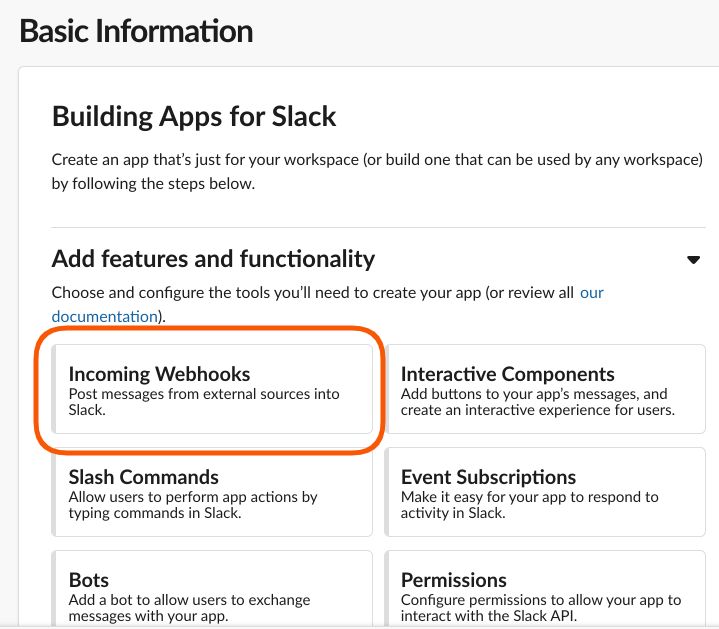 Basic Information
Building Apps for Slack
Create an app that's just for your workspace (or build one that can be used by any workspace)
by following the steps below.
Add features and functionality
Choose and configure the tools you'll need to create your app (or review all our
documentation).
Incoming Webhooks
Post messages from external sources into
Slack.
Interactive Components
Add buttons to your app's messages, and
create an interactive experience for users.
Slash Commands
Allow users to perform app actions by
typing commands in Slack.
Event Subscriptions
Make it easy for your app to respond to
activity in Slack.
Bots
Add a bot to allow users to exchange
messages with your app.
Permissions
Configure permissions to allow your app to
interact with the Slack API.